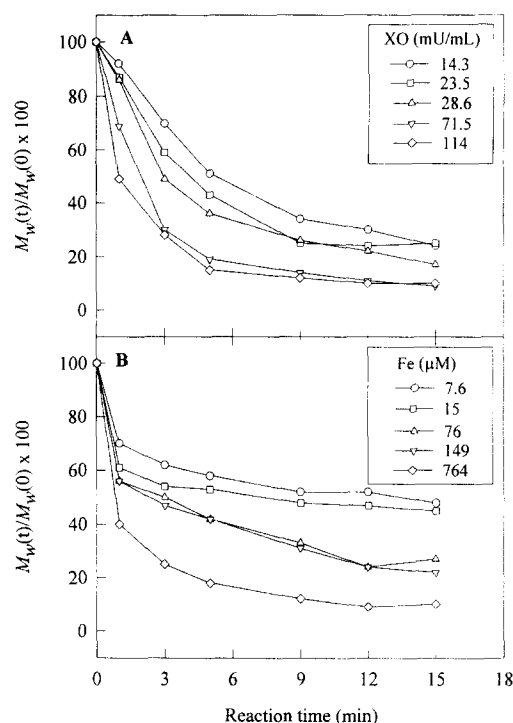 A
XO (mU/mL)
14.3
23.5
28.6
71.5
114
100
80
60
40
20
0
M_w(t)/M_w(0) x 100
B
Fe (µM)
7.6
15
76
149
764
100
80
60
40
20
0
M_w(t)/M_w(0) x 100
0 3 6 9 12 15 18
Reaction time (min)